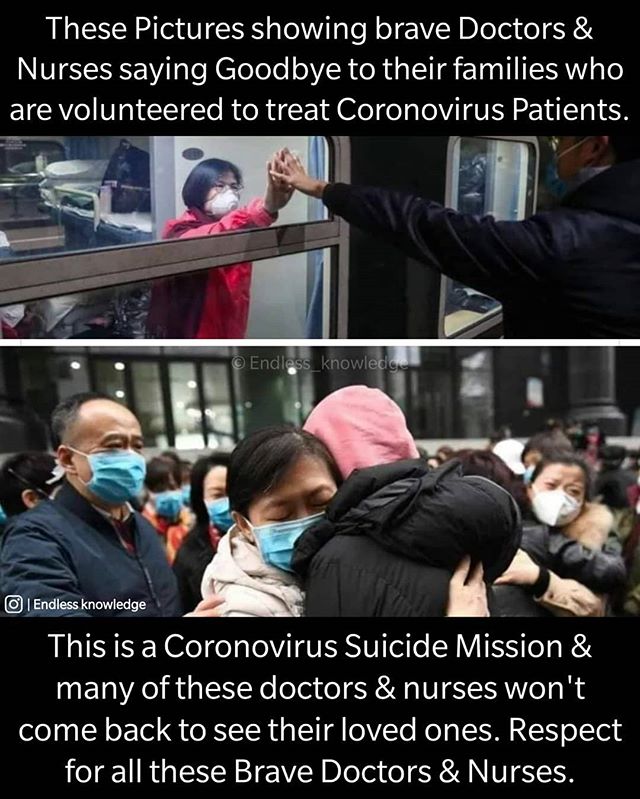 These Pictures showing brave Doctors &
Nurses saying Goodbye to their families who
are volunteered to treat Coronovirus Patients.
© Endless_knowledge
| Endless knowledge
This is a Coronovirus Suicide Mission &
many of these doctors & nurses won't
come back to see their loved ones. Respect
for all these Brave Doctors & Nurses.